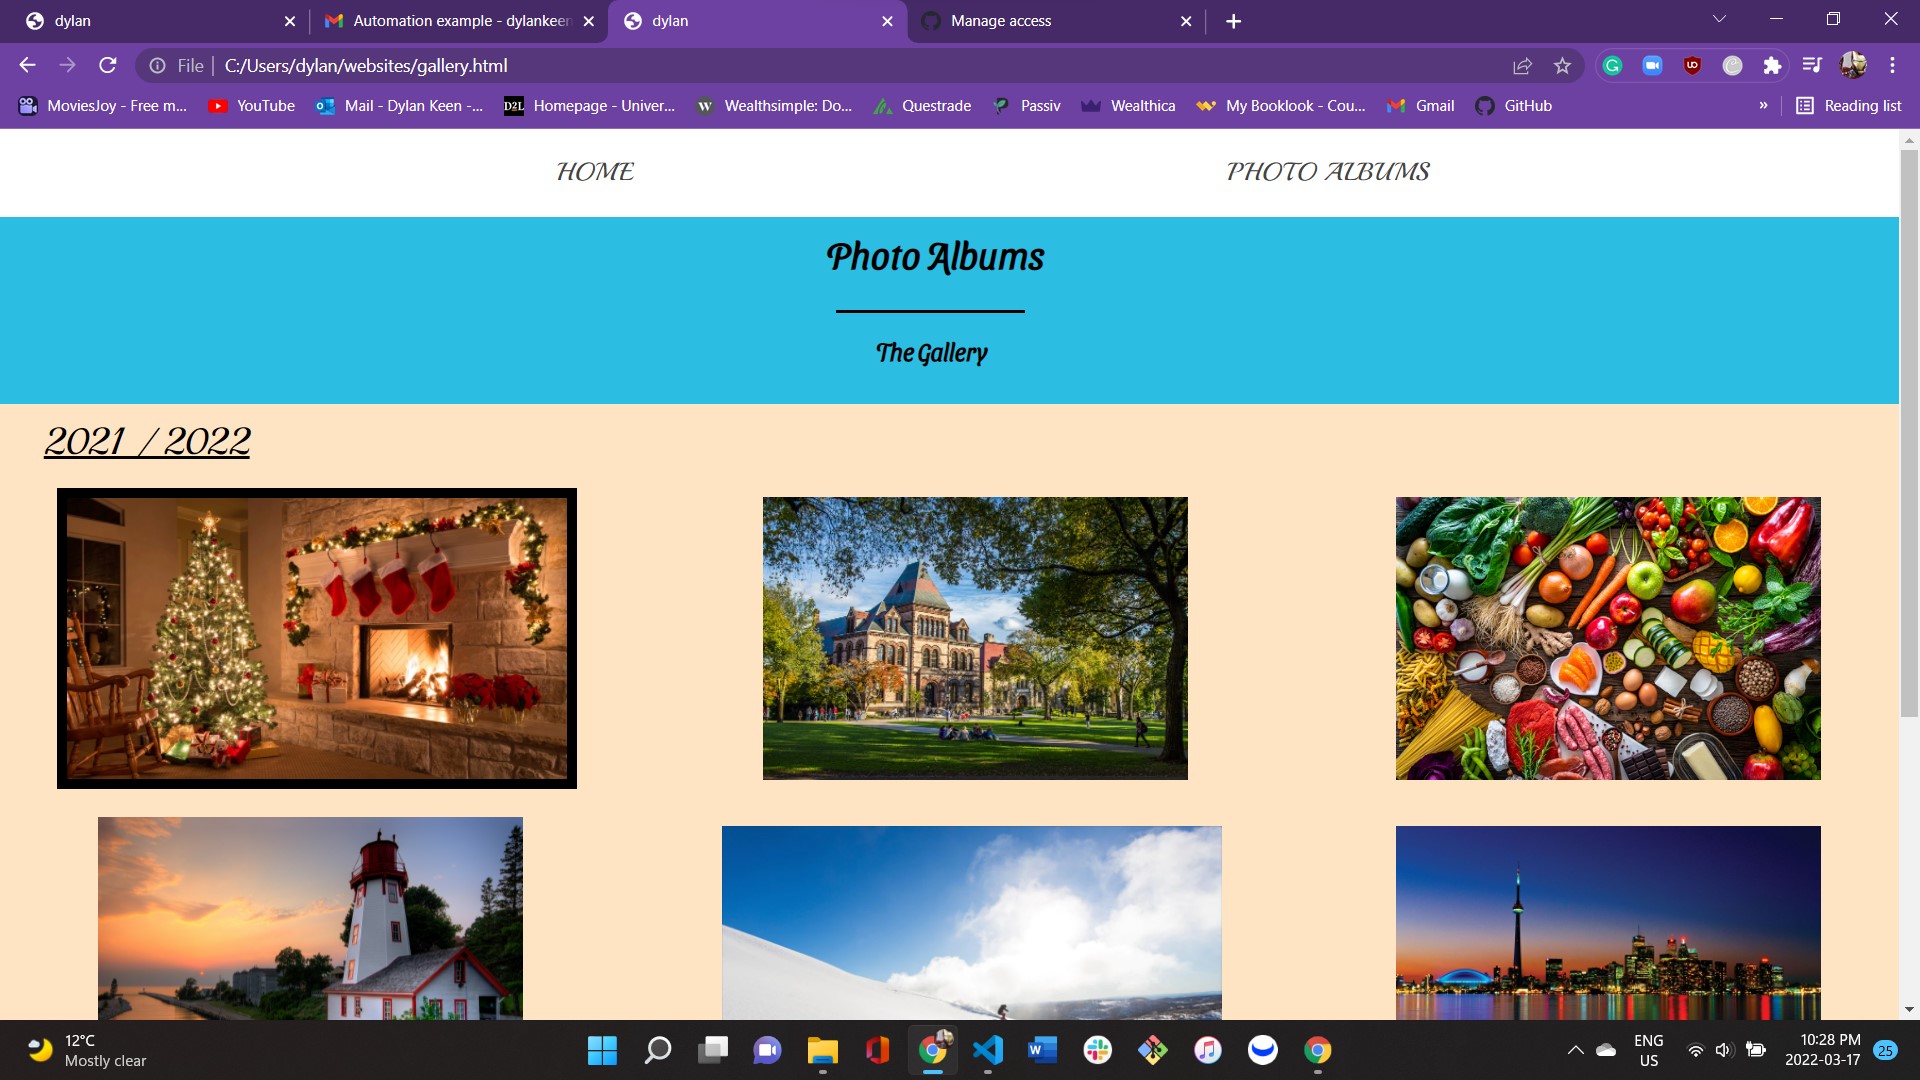 dylan
Automation example - dylankeen
dylan
Manage access
File
C:/Users/dylan/websites/gallery.html
MoviesJoy - Free m...
YouTube
Mail - Dylan Keen -...
D2L
Homepage - Univer...
W
Wealthsimple: Do...
Questrade
Passiv
Wealthica
My Booklook - Cou...
Gmail
GitHub
»
Reading list
HOME
PHOTO ALBUMS
Photo Albums
The Gallery
2021 / 2022
12°C
Mostly clear
ENG
US
10:28 PM
2022-03-17
25